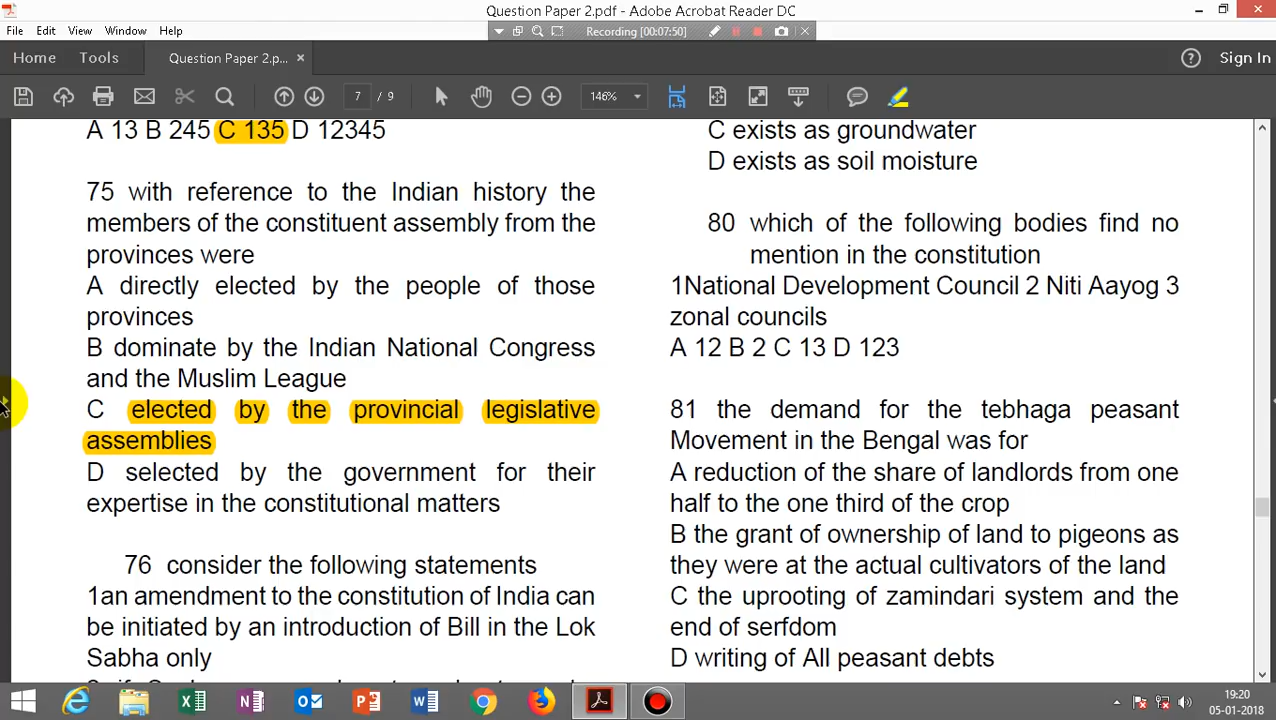 Question Paper 2.pdf - Adobe Acrobat Reader DC
File Edit View Window Help
Recording [00:07:50]
Home Tools Question Paper 2.p... × Sign In
7 / 9 146%
A 13 B 245 C 135 D 12345
75 with reference to the Indian history the
members of the constituent assembly from the
provinces were
A directly elected by the people of those
provinces
B dominate by the Indian National Congress
and the Muslim League
C elected by the provincial legislative
assemblies
D selected by the government for their
expertise in the constitutional matters
76 consider the following statements
1an amendment to the constitution of India can
be initiated by an introduction of Bill in the Lok
Sabha only
C exists as groundwater
D exists as soil moisture
80 which of the following bodies find no
mention in the constitution
1National Development Council 2 Niti Aayog 3
zonal councils
A 12 B 2 C 13 D 123
81 the demand for the tebhaga peasant
Movement in the Bengal was for
A reduction of the share of landlords from one
half to the one third of the crop
B the grant of ownership of land to pigeons as
they were at the actual cultivators of the land
C the uprooting of zamindari system and the
end of serfdom
D writing of All peasant debts
19:20
05-01-2018